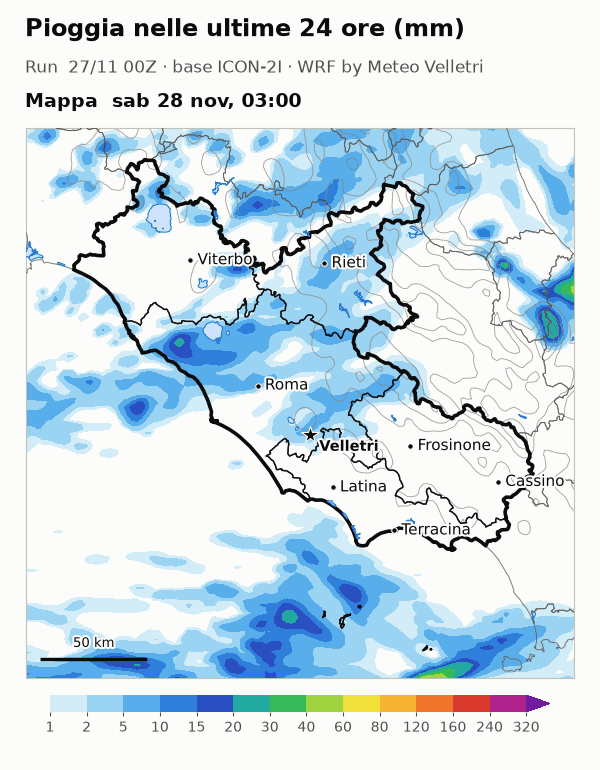 Pioggia nelle ultime 24 ore (mm)
Run 27/11 00Z · base ICON-2I · WRF by Meteo Velletri
Mappa sab 28 nov, 03:00
Viterbo
Rieti
Roma
Velletri
Frosinone
Latina
Cassino
Terracina
50 km
1 2 5 10 15 20 30 40 60 80 120 160 240 320